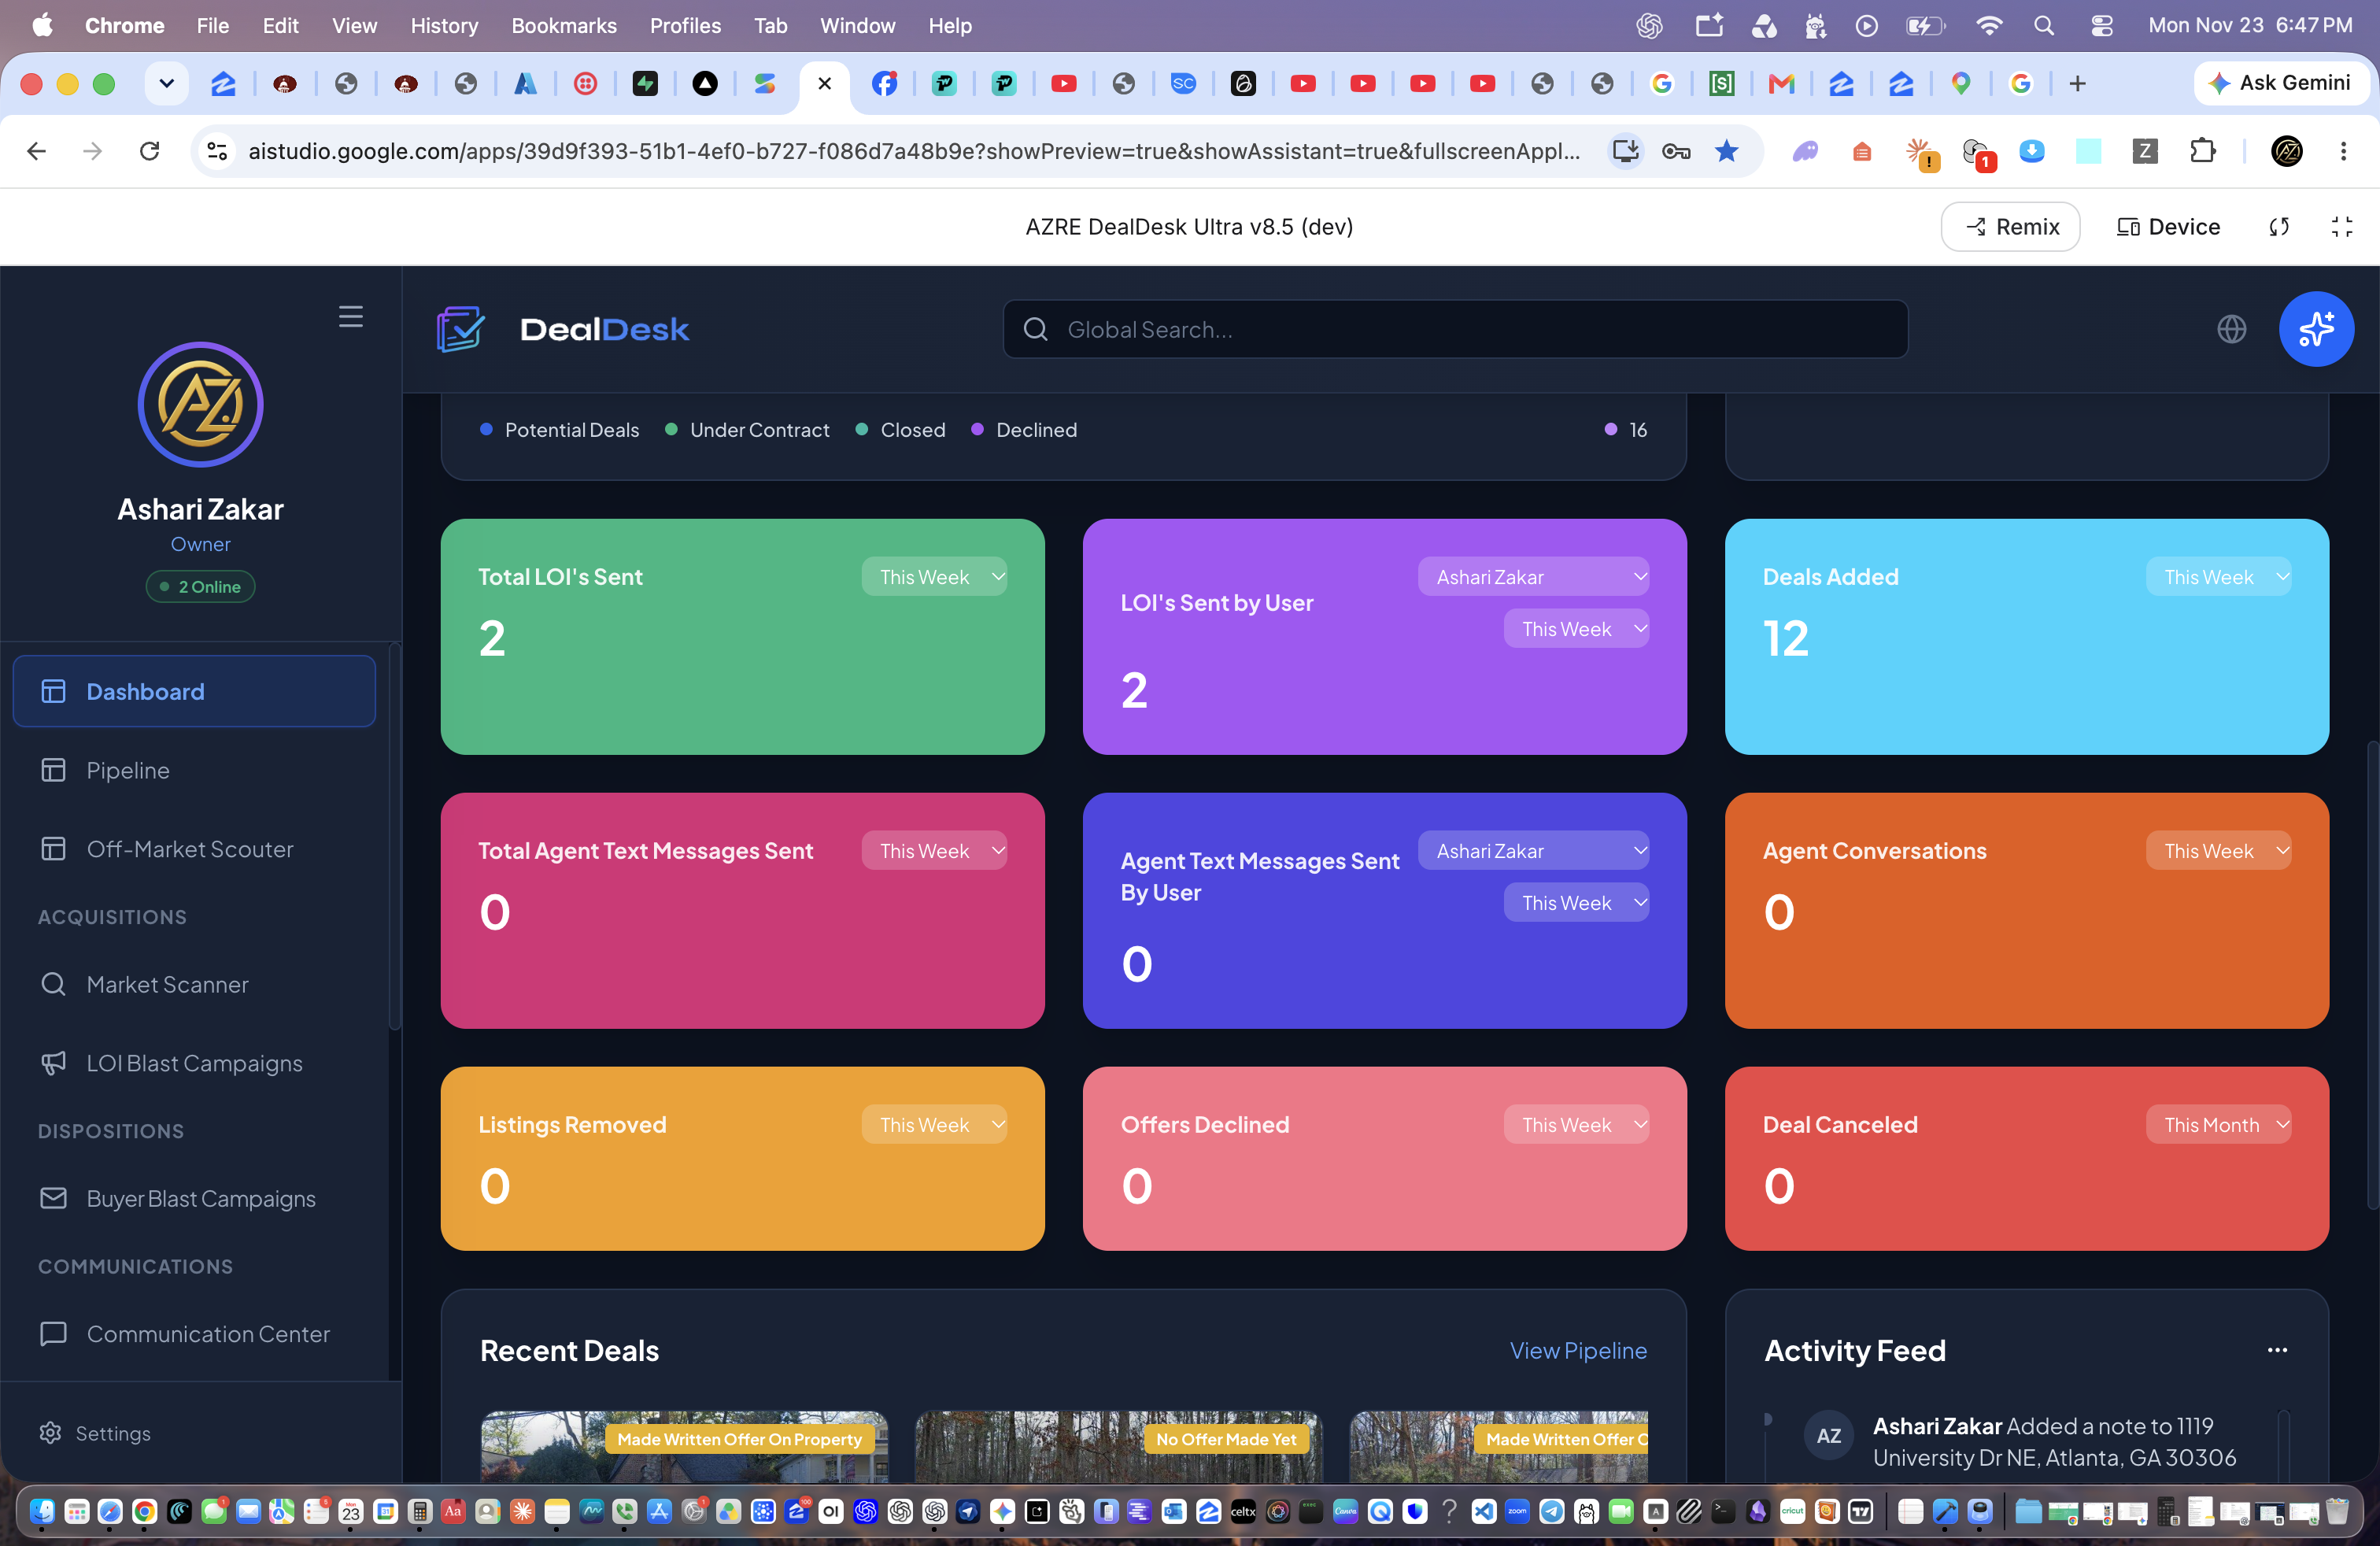 Chrome File Edit View History Bookmarks Profiles Tab Window Help Mon Nov 23 6:47 PM
Ask Gemini
aistudio.google.com/apps/39d9f393-51b1-4ef0-b727-f086d7a48b9e?showPreview=true&showAssistant=true&fullscreenAppl...
AZRE DealDesk Ultra v8.5 (dev)
Remix
Device
AZ
Ashari Zakar
Owner
2 Online
Dashboard
Pipeline
Off-Market Scouter
ACQUISITIONS
Market Scanner
LOI Blast Campaigns
DISPOSITIONS
Buyer Blast Campaigns
COMMUNICATIONS
Communication Center
Settings
DealDesk
Global Search...
Potential Deals Under Contract Closed Declined 16
Total LOI's Sent This Week
2
LOI's Sent by User Ashari Zakar
This Week
2
Deals Added This Week
12
Total Agent Text Messages Sent This Week
0
Agent Text Messages Sent
By User
Ashari Zakar
This Week
0
Agent Conversations This Week
0
Listings Removed This Week
0
Offers Declined This Week
0
Deal Canceled This Month
0
Recent Deals View Pipeline
Made Written Offer On Property
No Offer Made Yet
Made Written Offer
Activity Feed
AZ
Ashari Zakar Added a note to 1119
University Dr NE, Atlanta, GA 30306